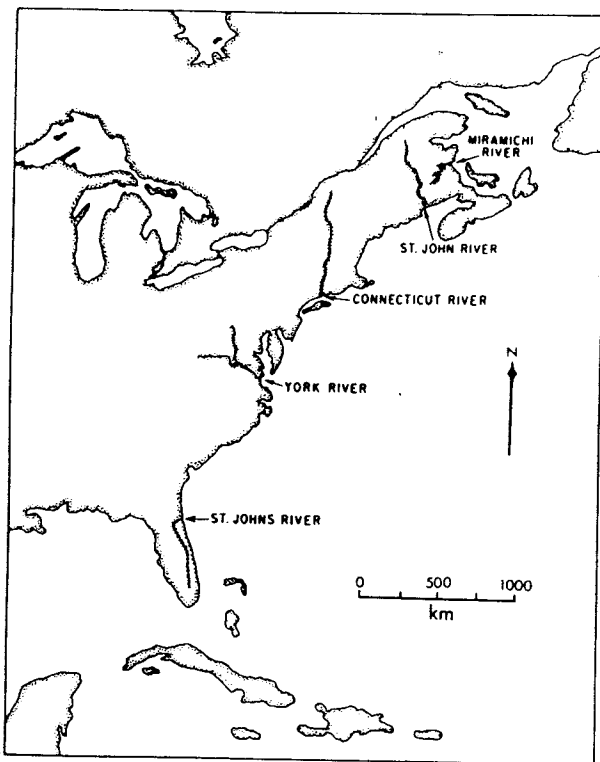 MIRAMICHI
RIVER
ST. JOHN RIVER
CONNECTICUT RIVER
N
YORK RIVER
ST. JOHNS RIVER
0 500 1000
km